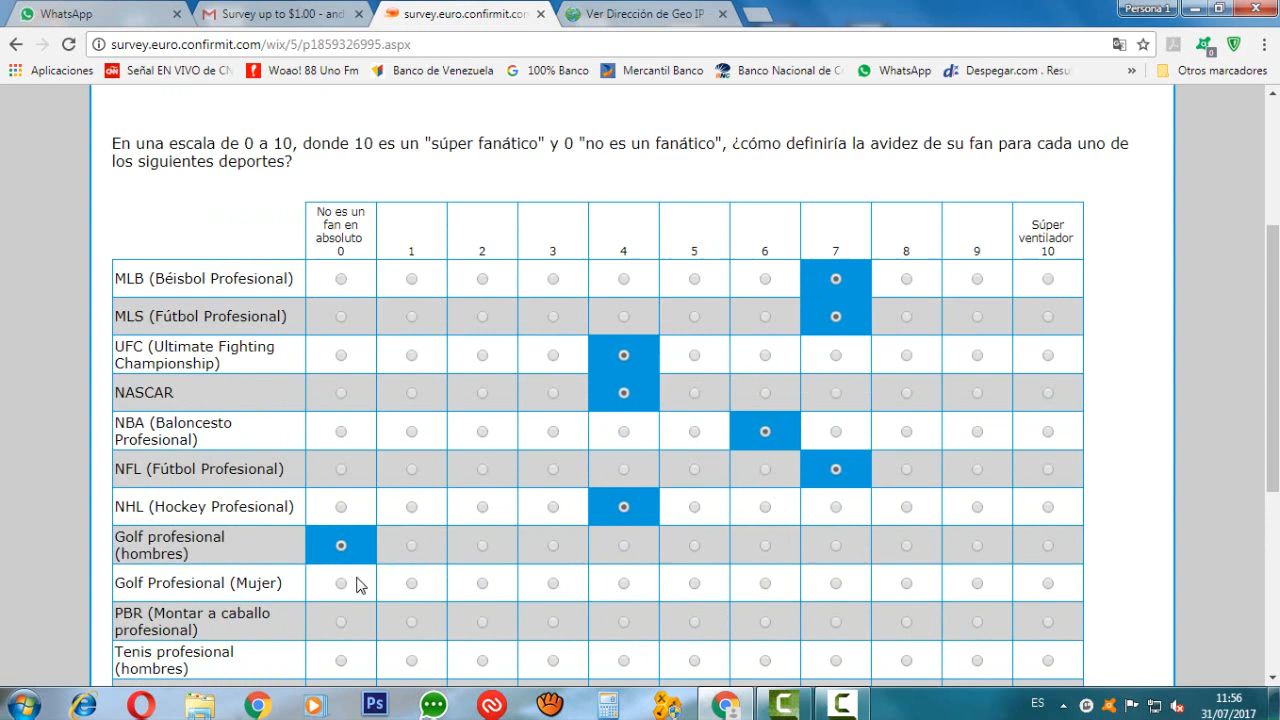 WhatsApp
Survey up to $1.00 - and
survey.euro.confirmit.com
Ver Dirección de Geo IP
Persona 1
survey.euro.confirmit.com/wix/5/p1859326995.aspx
Aplicaciones
Señal EN VIVO de CN
Woao! 88 Uno Fm
Banco de Venezuela
100% Banco
Mercantil Banco
Banco Nacional de C
WhatsApp
Despegar.com . Resu
Otros marcadores
En una escala de 0 a 10, donde 10 es un "súper fanático" y 0 "no es un fanático", ¿cómo definiría la avidez de su fan para cada uno de
los siguientes deportes?
No es un
fan en
absoluto
0
1
2
3
4
5
6
7
8
9
Súper
ventilador
10
MLB (Béisbol Profesional)
MLS (Fútbol Profesional)
UFC (Ultimate Fighting
Championship)
NASCAR
NBA (Baloncesto
Profesional)
NFL (Fútbol Profesional)
NHL (Hockey Profesional)
Golf profesional
(hombres)
Golf Profesional (Mujer)
PBR (Montar a caballo
profesional)
Tenis profesional
(hombres)
Ps
ES
11:56
31/07/2017